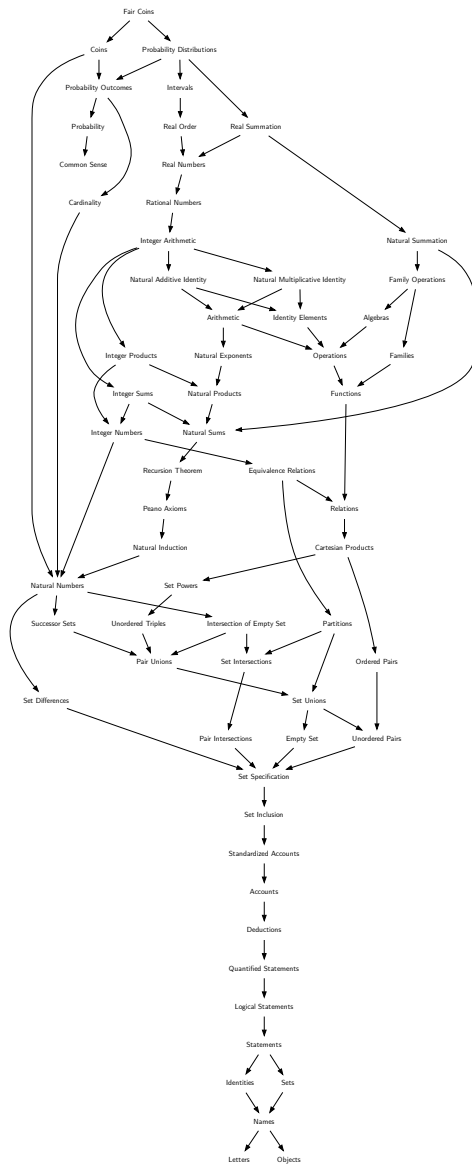 Fair Coins
Coins
Probability Distributions
Probability Outcomes
Intervals
Probability
Real Order
Real Summation
Common Sense
Real Numbers
Cardinality
Rational Numbers
Integer Arithmetic
Natural Summation
Natural Additive Identity
Natural Multiplicative Identity
Family Operations
Arithmetic
Identity Elements
Algebras
Integer Products
Natural Exponents
Operations
Families
Integer Sums
Natural Products
Functions
Integer Numbers
Natural Sums
Recursion Theorem
Equivalence Relations
Peano Axioms
Relations
Natural Induction
Cartesian Products
Natural Numbers
Set Powers
Successor Sets
Unordered Triples
Intersection of Empty Set
Partitions
Pair Unions
Set Intersections
Ordered Pairs
Set Differences
Set Unions
Pair Intersections
Empty Set
Unordered Pairs
Set Specification
Set Inclusion
Standardized Accounts
Accounts
Deductions
Quantified Statements
Logical Statements
Statements
Identities
Sets
Names
Letters
Objects